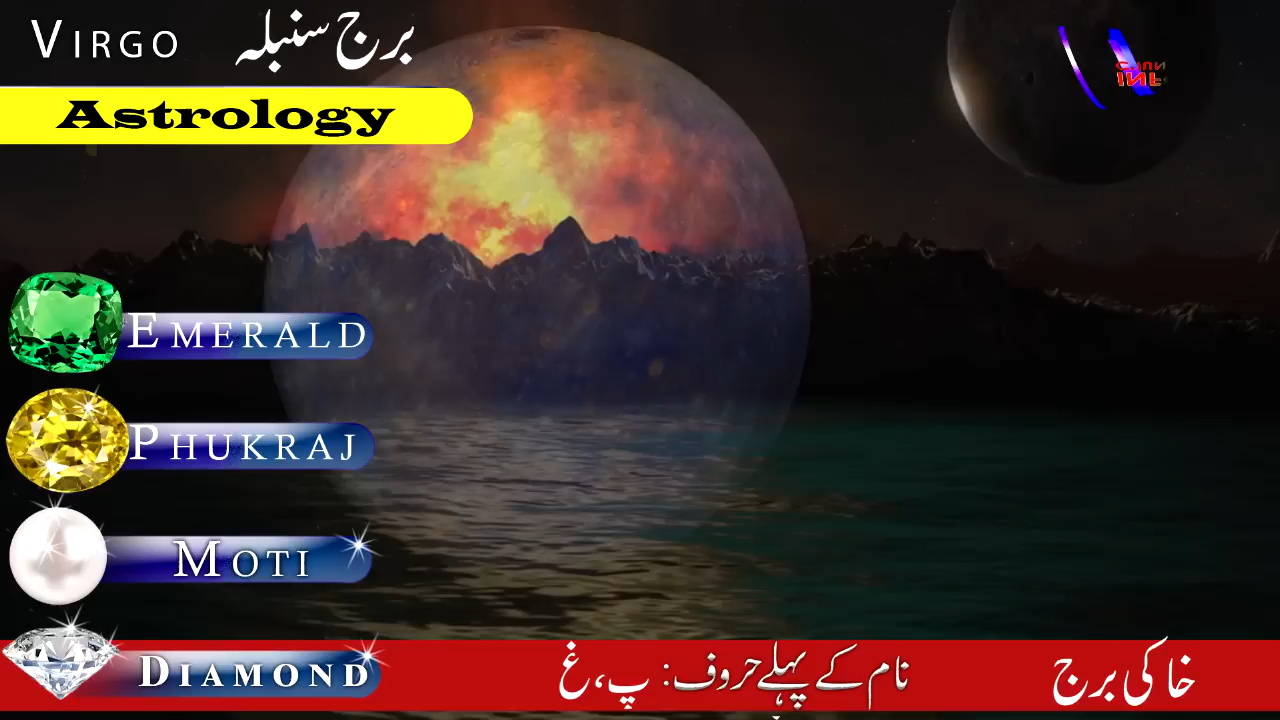 Virgo برج سنبلہ
Astrology
Emerald
Phukraj
Moti
Diamond
نام کے پہلے حروف: پ، غ
خاکی برج